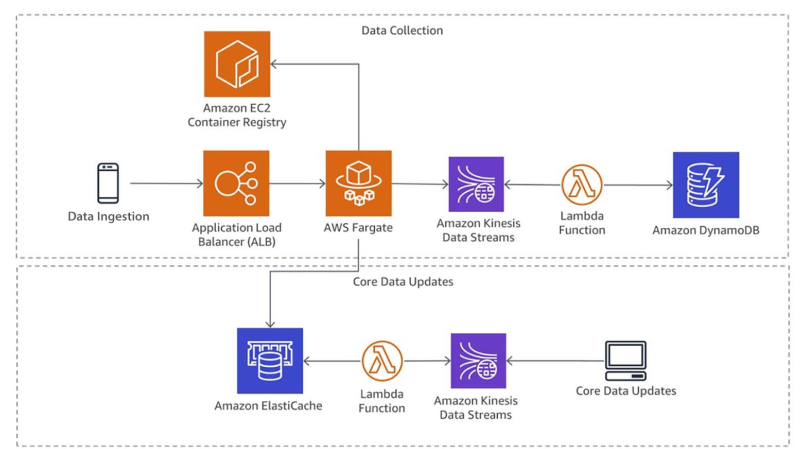 Data Collection
Amazon EC2
Container Registry
Data Ingestion
Application Load
Balancer (ALB)
AWS Fargate
Amazon Kinesis
Data Streams
Lambda
Function
Amazon DynamoDB
Core Data Updates
Amazon ElastiCache
Lambda
Function
Amazon Kinesis
Data Streams
Core Data Updates